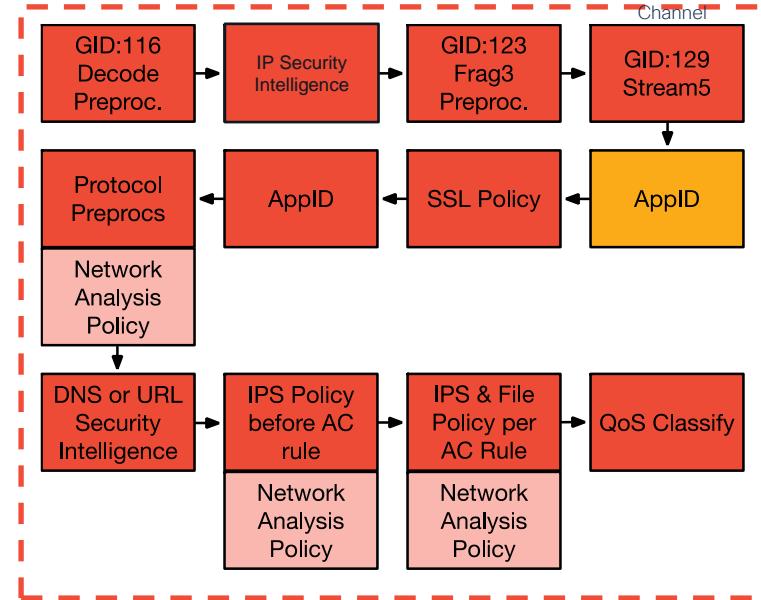 Channel
GID:116
Decode
Preproc.
IP Security
Intelligence
GID:123
Frag3
Preproc.
GID:129
Stream5
AppID
SSL Policy
AppID
Protocol
Preprocs
Network
Analysis
Policy
DNS or URL
Security
Intelligence
IPS Policy
before AC
rule
Network
Analysis
Policy
IPS & File
Policy per
AC Rule
Network
Analysis
Policy
QoS Classify